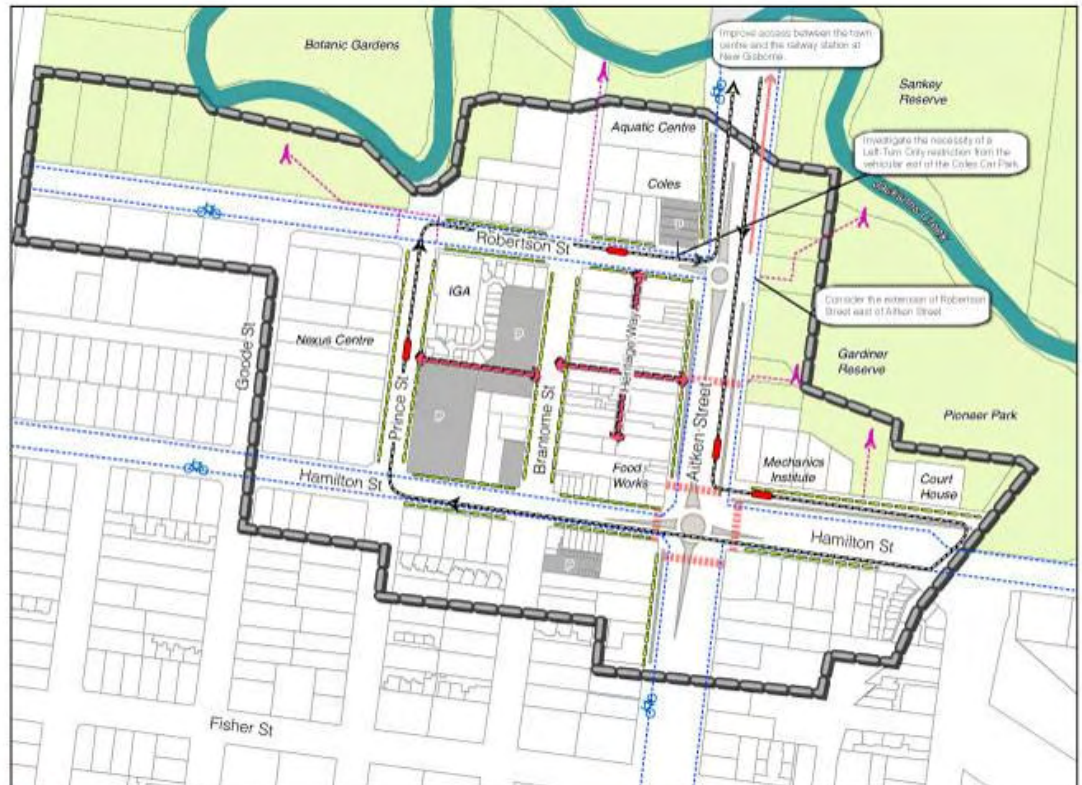 Botanic Gardens
Improve access between the town
centre and the railway station at
New Gisborne.
Sankey
Reserve
Aquatic Centre
Investigate the necessity of a
Left-Turn Only restriction from the
vehicular exit of the Coles Car Park.
Coles
P
Jacksons Creek
Robertson St
IGA
Heritage Way
Consider the extension of Robertson
Street east of Aitken Street
Nexus Centre
P
Goode St
Gardiner
Reserve
Prince St
P
Brantome St
Aitken Street
Pioneer Park
Hamilton St
Food
Works
Mechanics
Institute
Court
House
Hamilton St
P
Fisher St